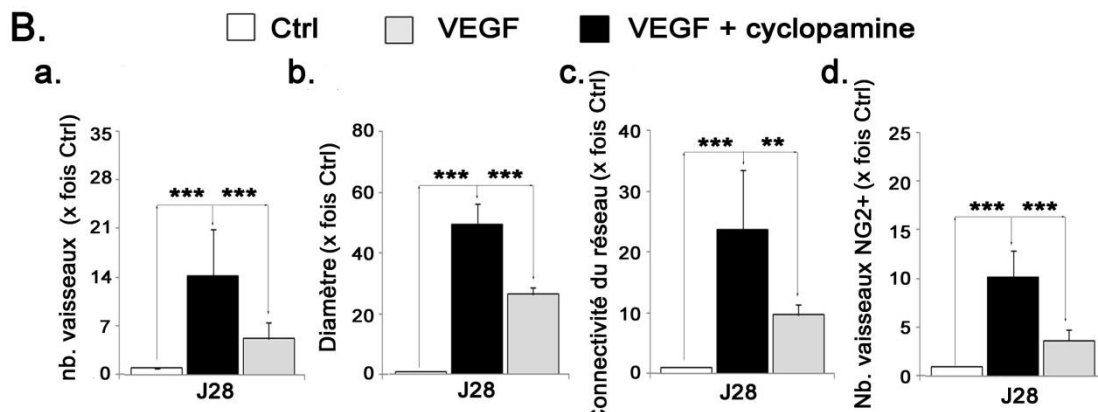 B.
Ctrl VEGF VEGF + cyclopamine
a.
nb. vaisseaux (x fois Ctrl)
35
28
21
14
7
0
*** ***
J28
b.
Diamètre (x fois Ctrl)
80
60
40
20
0
*** ***
J28
c.
onnectivité du réseau (x fois Ctrl)
40
30
20
10
0
*** **
J28
d.
Nb. vaisseaux NG2+ (x fois Ctrl)
25
20
15
10
5
0
*** ***
J28